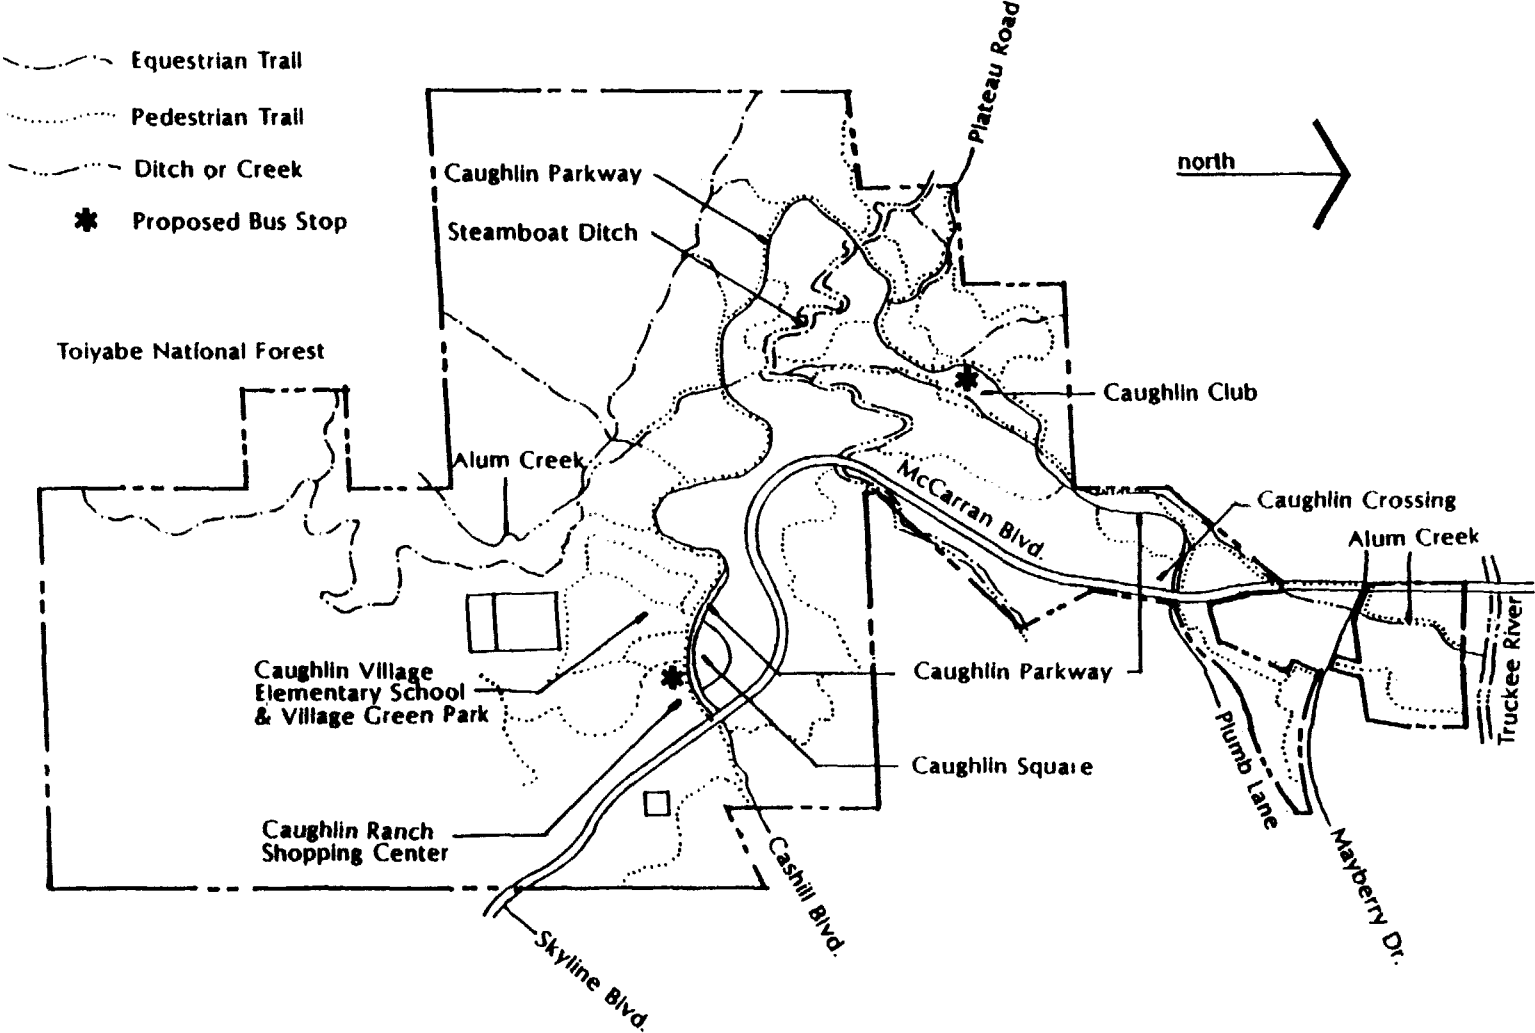 Equestrian Trail
Pedestrian Trail
Ditch or Creek
Proposed Bus Stop
Plateau Road
north
Caughlin Parkway
Steamboat Ditch
Toiyabe National Forest
Caughlin Club
Alum Creek
McCarran Blvd.
Caughlin Crossing
Alum Creek
Caughlin Village
Elementary School
& Village Green Park
Caughlin Parkway
Truckee River
Caughlin Square
Plumb Lane
Caughlin Ranch
Shopping Center
Cashill Blvd.
Mayberry Dr.
Skyline Blvd.